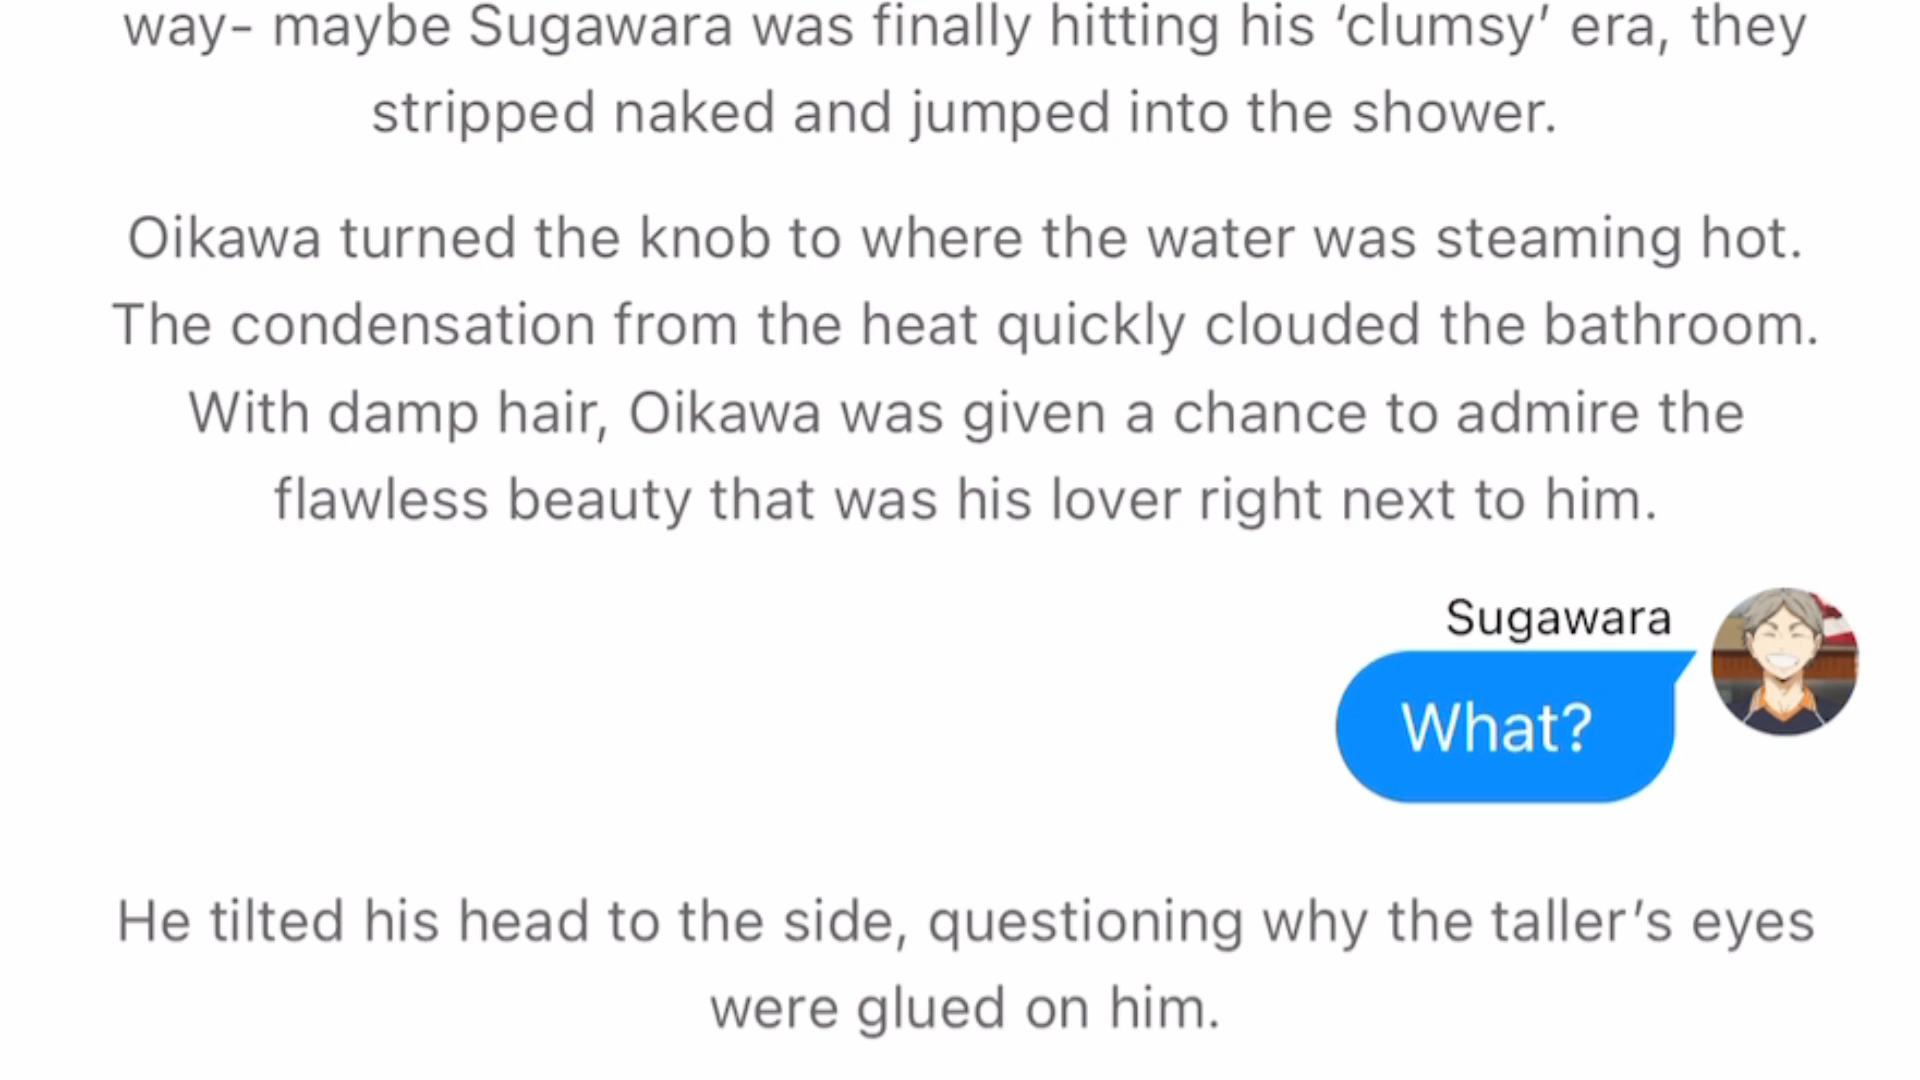 way- maybe Sugawara was finally hitting his ‘clumsy’ era, they
stripped naked and jumped into the shower.
Oikawa turned the knob to where the water was steaming hot.
The condensation from the heat quickly clouded the bathroom.
With damp hair, Oikawa was given a chance to admire the
flawless beauty that was his lover right next to him.
Sugawara
What?
He tilted his head to the side, questioning why the taller’s eyes
were glued on him.